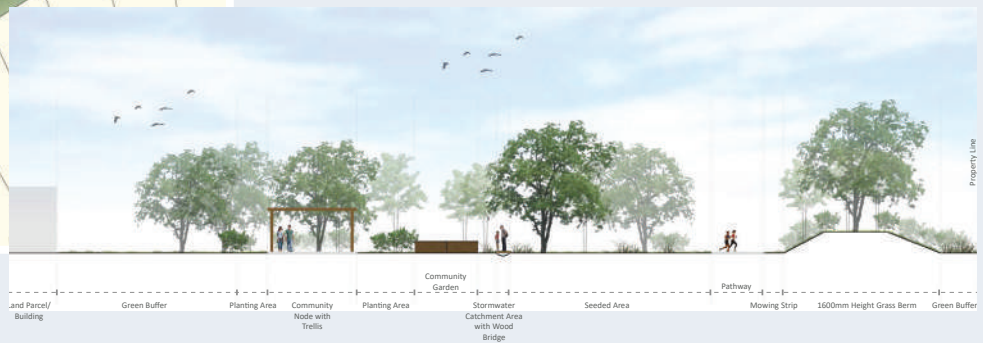 Property Line
Community
Garden
Pathway
Land Parcel/
Building
Green Buffer
Planting Area
Community
Node with
Trellis
Planting Area
Stormwater
Catchment Area
with Wood
Bridge
Seeded Area
Mowing Strip
1600mm Height Grass Berm
Green Buffer